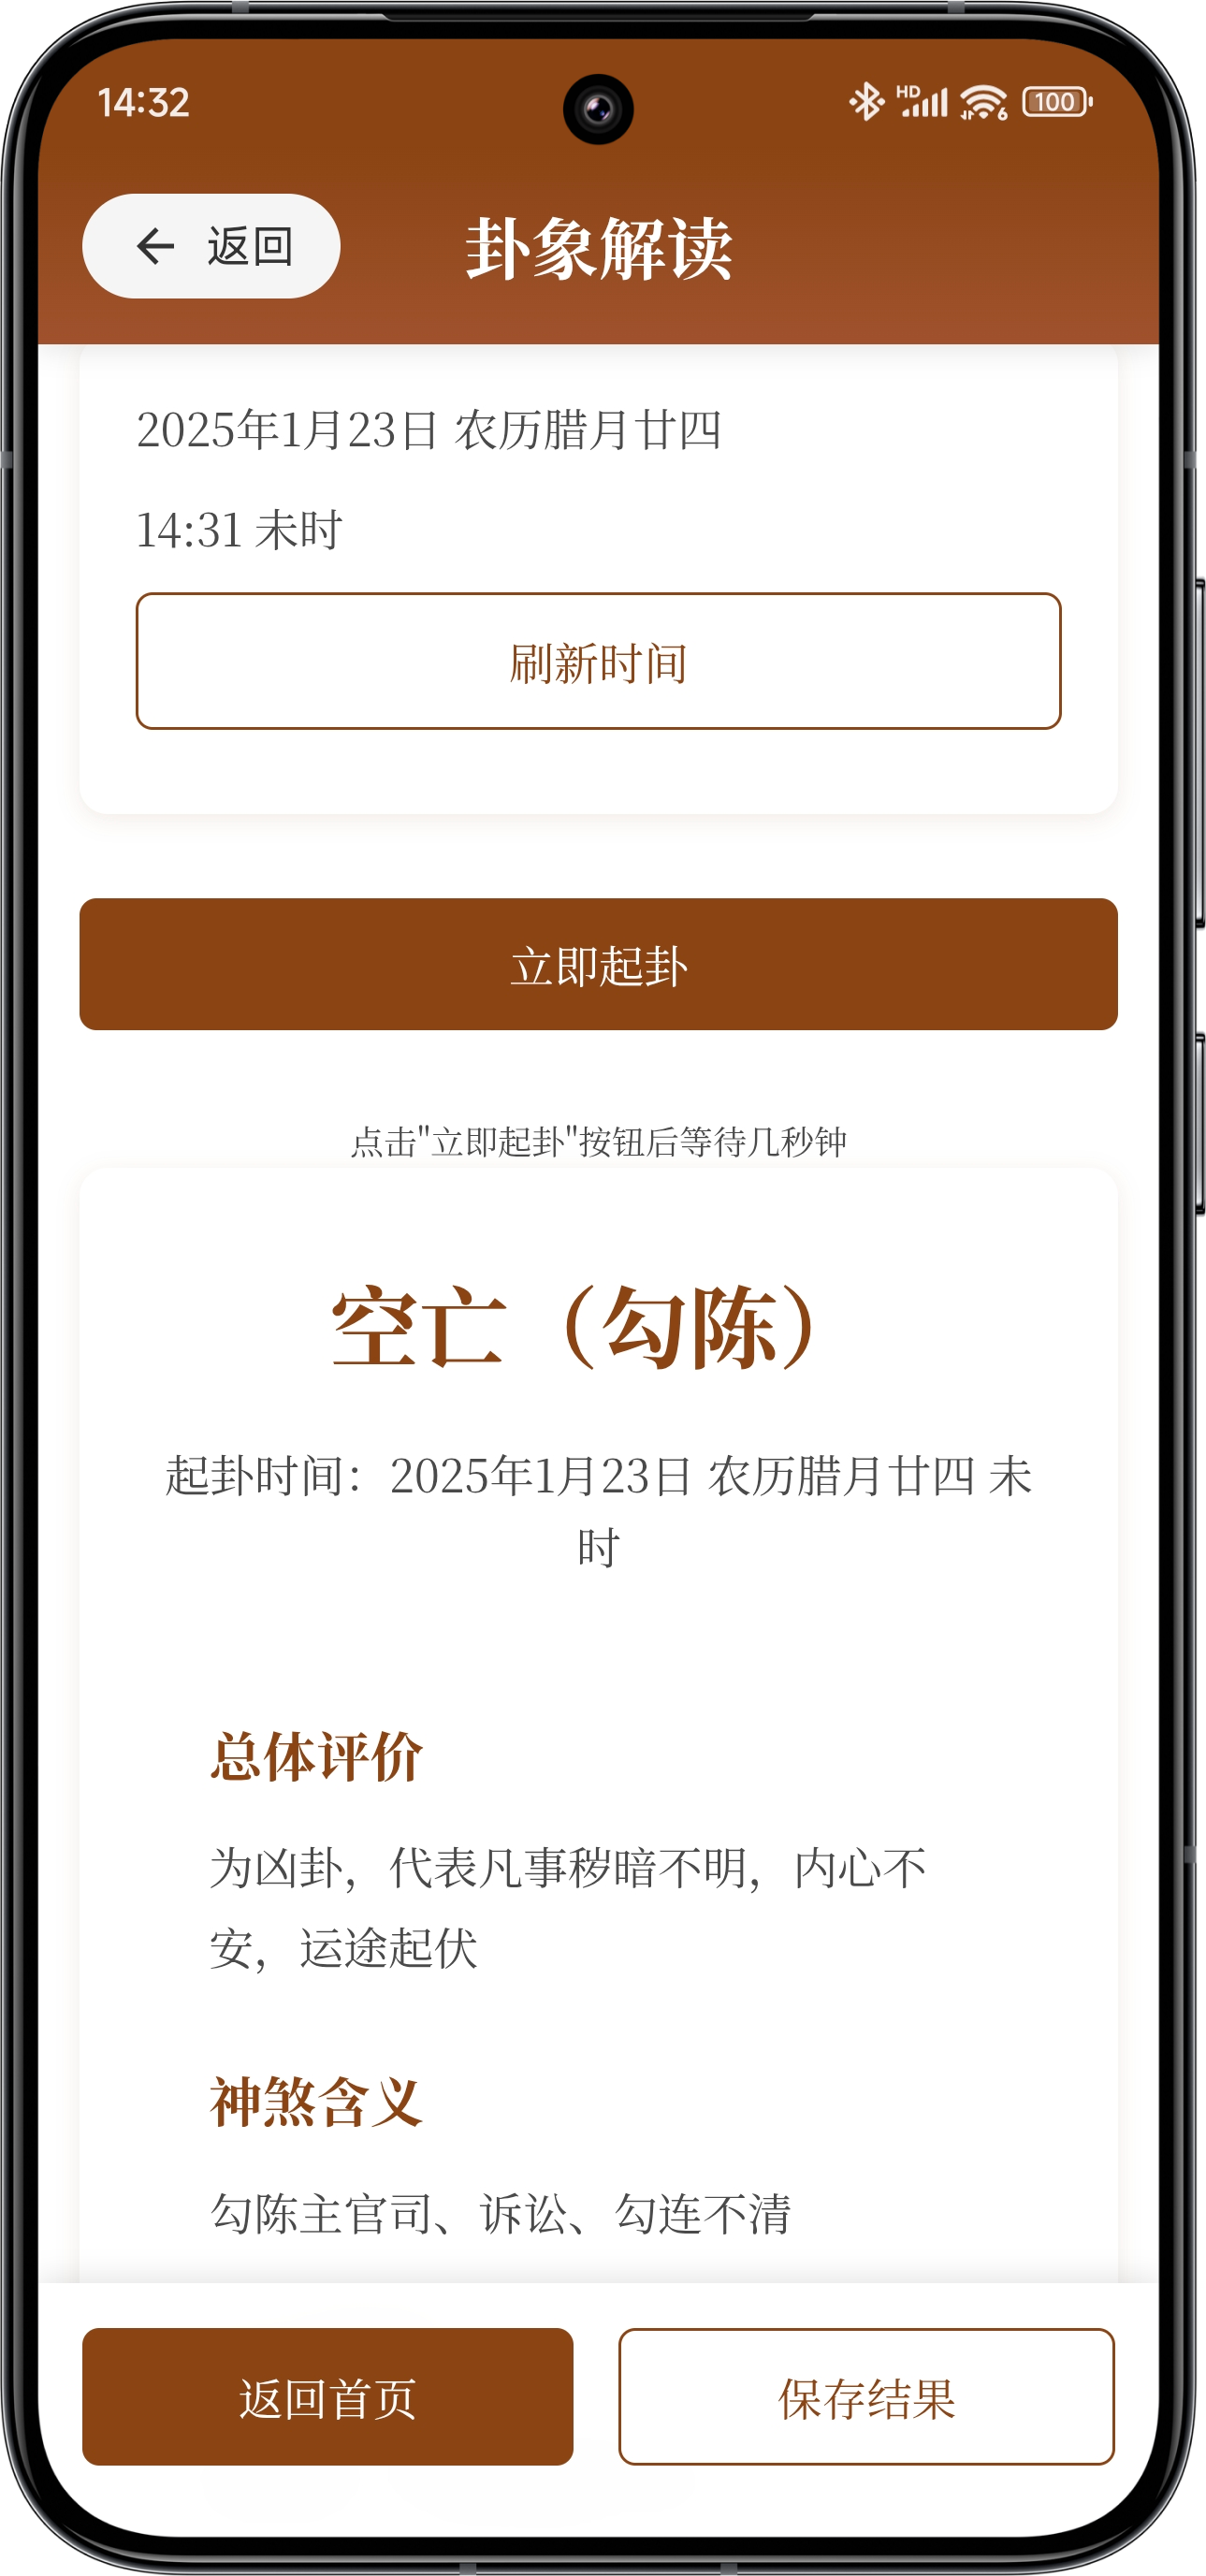 14:32
HD
6
100
返回
卦象解读
2025年1月23日 农历腊月廿四
14:31 未时
刷新时间
立即起卦
点击"立即起卦"按钮后等待几秒钟
空亡（勾陈）
起卦时间：2025年1月23日 农历腊月廿四 未
时
总体评价
为凶卦，代表凡事秽暗不明，内心不
安，运途起伏
神煞含义
勾陈主官司、诉讼、勾连不清
返回首页
保存结果